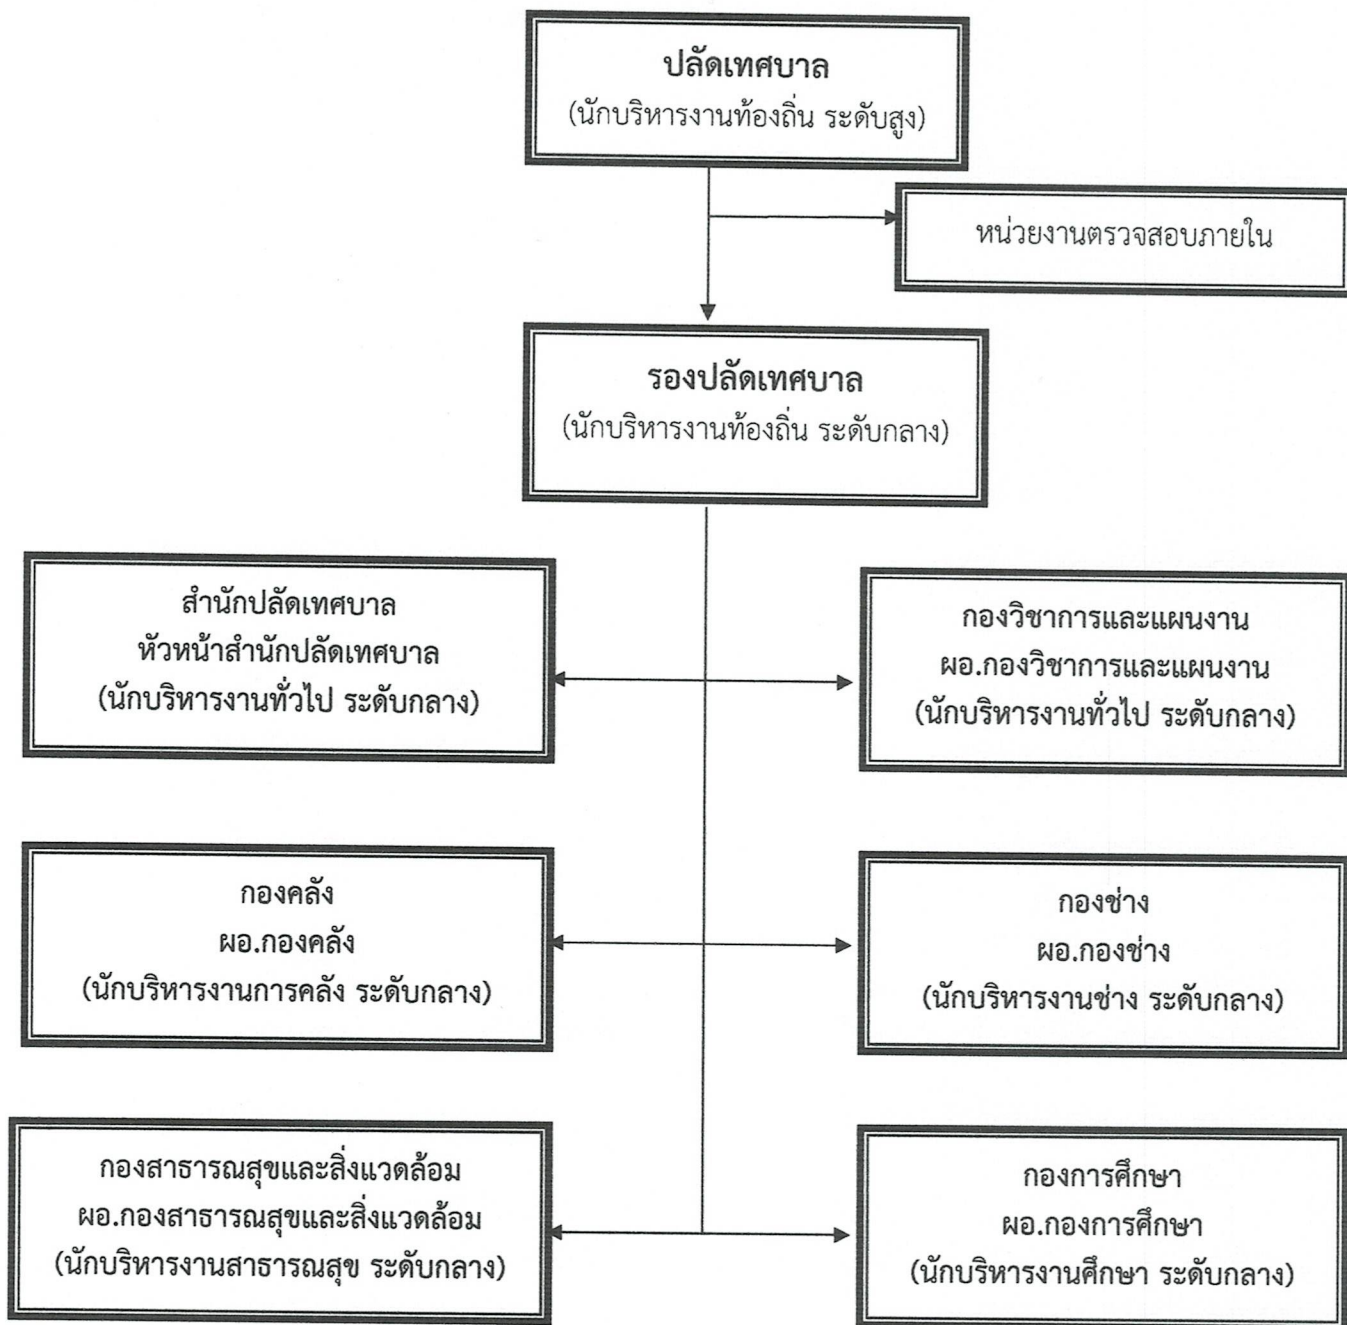 ปลัดเทศบาล
(นักบริหารงานท้องถิ่น ระดับสูง)
หน่วยงานตรวจสอบภายใน
รองปลัดเทศบาล
(นักบริหารงานท้องถิ่น ระดับกลาง)
สำนักปลัดเทศบาล
หัวหน้าสำนักปลัดเทศบาล
(นักบริหารงานทั่วไป ระดับกลาง)
กองวิชาการและแผนงาน
ผอ.กองวิชาการและแผนงาน
(นักบริหารงานทั่วไป ระดับกลาง)
กองคลัง
ผอ.กองคลัง
(นักบริหารงานการคลัง ระดับกลาง)
กองช่าง
ผอ.กองช่าง
(นักบริหารงานช่าง ระดับกลาง)
กองสาธารณสุขและสิ่งแวดล้อม
ผอ.กองสาธารณสุขและสิ่งแวดล้อม
(นักบริหารงานสาธารณสุข ระดับกลาง)
กองการศึกษา
ผอ.กองการศึกษา
(นักบริหารงานศึกษา ระดับกลาง)